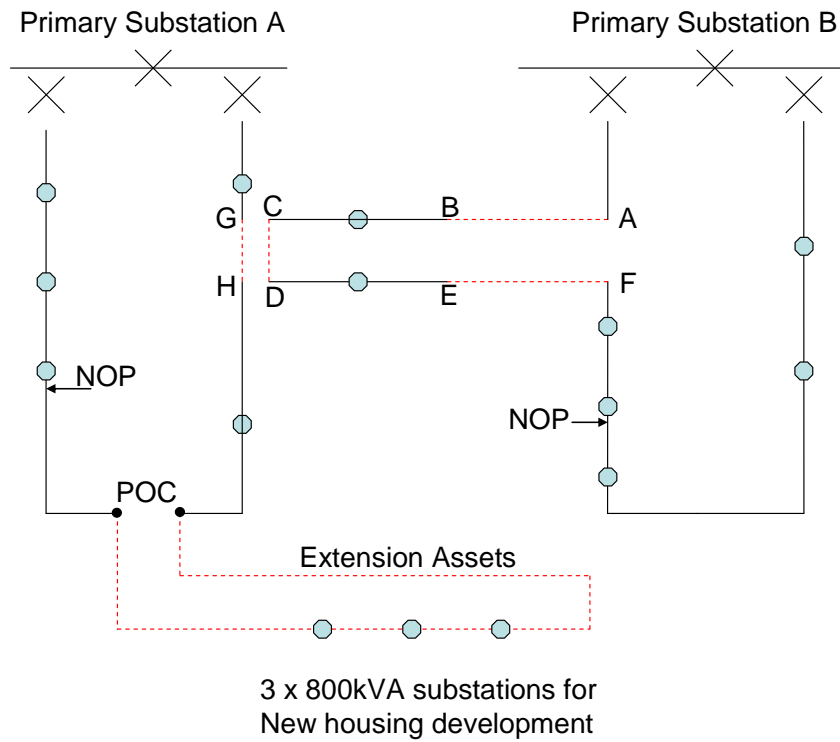 Primary Substation A
Primary Substation B
G
C
B
A
H
D
E
F
NOP
NOP
POC
Extension Assets
3 x 800kVA substations for
New housing development